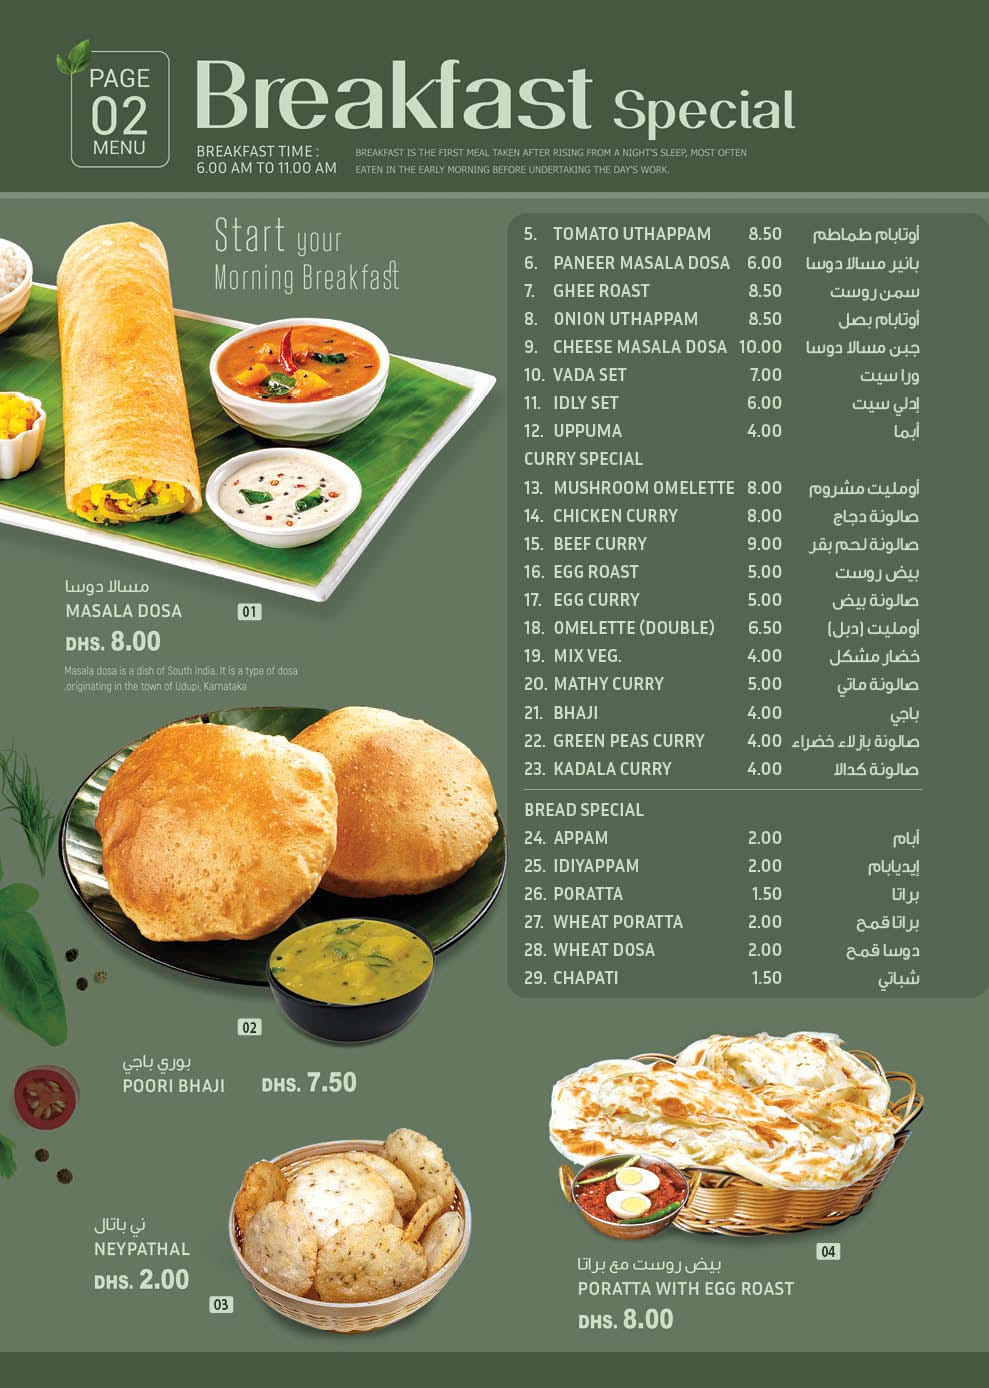 PAGE
02
MENU
Breakfast Special
BREAKFAST TIME :
6.00 AM TO 11.00 AM
BREAKFAST IS THE FIRST MEAL TAKEN AFTER RISING FROM A NIGHT'S SLEEP, MOST OFTEN
EATEN IN THE EARLY MORNING BEFORE UNDERTAKING THE DAY'S WORK.
Start your
Morning Breakfast
مسالا دوسا
MASALA DOSA 01
DHS. 8.00
Masala dosa is a dish of South India. It is a type of dosa
.originating in the town of Udupi, Karnataka
02
بوري باجي
POORI BHAJI DHS. 7.50
ني باتال
NEYPATHAL
DHS. 2.00
03
5. TOMATO UTHAPPAM 8.50 أوتابام طماطم
6. PANEER MASALA DOSA 6.00 بانير مسالا دوسا
7. GHEE ROAST 8.50 سمن روست
8. ONION UTHAPPAM 8.50 أوتابام بصل
9. CHEESE MASALA DOSA 10.00 جبن مسالا دوسا
10. VADA SET 7.00 ورا سيت
11. IDLY SET 6.00 إدلي سيت
12. UPPUMA 4.00 أبما
CURRY SPECIAL
13. MUSHROOM OMELETTE 8.00 أومليت مشروم
14. CHICKEN CURRY 8.00 صالونة دجاج
15. BEEF CURRY 9.00 صالونة لحم بقر
16. EGG ROAST 5.00 بيض روست
17. EGG CURRY 5.00 صالونة بيض
18. OMELETTE (DOUBLE) 6.50 أومليت (دبل)
19. MIX VEG. 4.00 خضار مشكل
20. MATHY CURRY 5.00 صالونة ماتي
21. BHAJI 4.00 باجي
22. GREEN PEAS CURRY 4.00 صالونة بازلاء خضراء
23. KADALA CURRY 4.00 صالونة كدالا
BREAD SPECIAL
24. APPAM 2.00 أبام
25. IDIYAPPAM 2.00 إيديابام
26. PORATTA 1.50 براتا
27. WHEAT PORATTA 2.00 براتا قمح
28. WHEAT DOSA 2.00 دوسا قمح
29. CHAPATI 1.50 شباتي
04
بيض روست مع براتا
PORATTA WITH EGG ROAST
DHS. 8.00